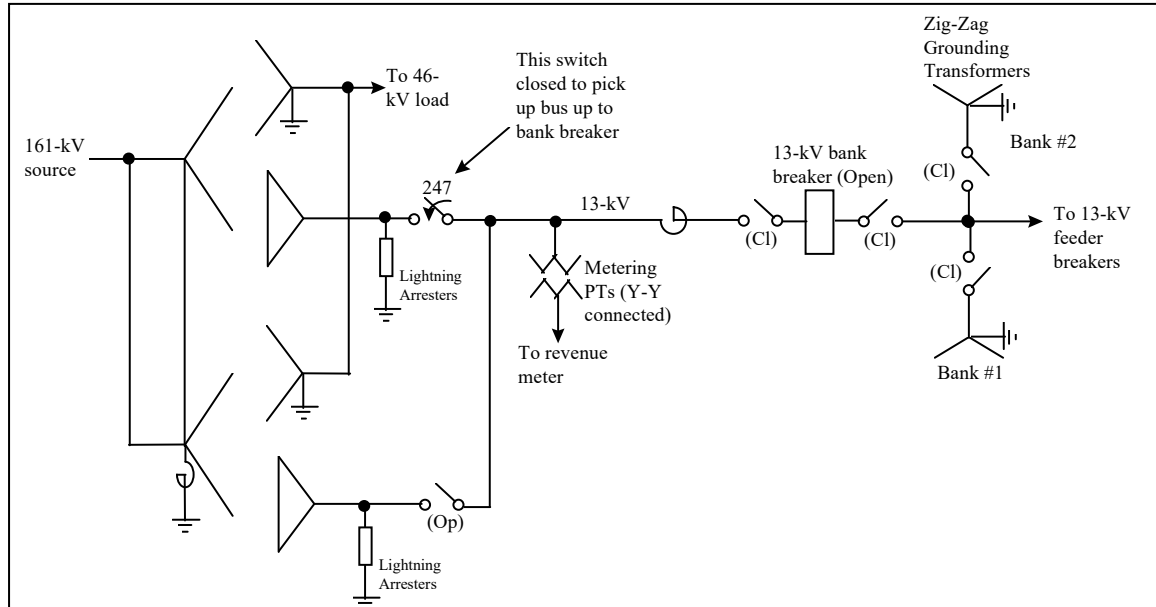 Zig-Zag
Grounding
Transformers
This switch
closed to pick
up bus up to
bank breaker
To 46-
kV load
Bank #2
161-kV
source
13-kV bank
breaker (Open)
(Cl)
247
13-kV
(Cl)
(Cl)
To 13-kV
feeder
breakers
(Cl)
Lightning
Arresters
Metering
PTs (Y-Y
connected)
To revenue
meter
Bank #1
(Op)
Lightning
Arresters